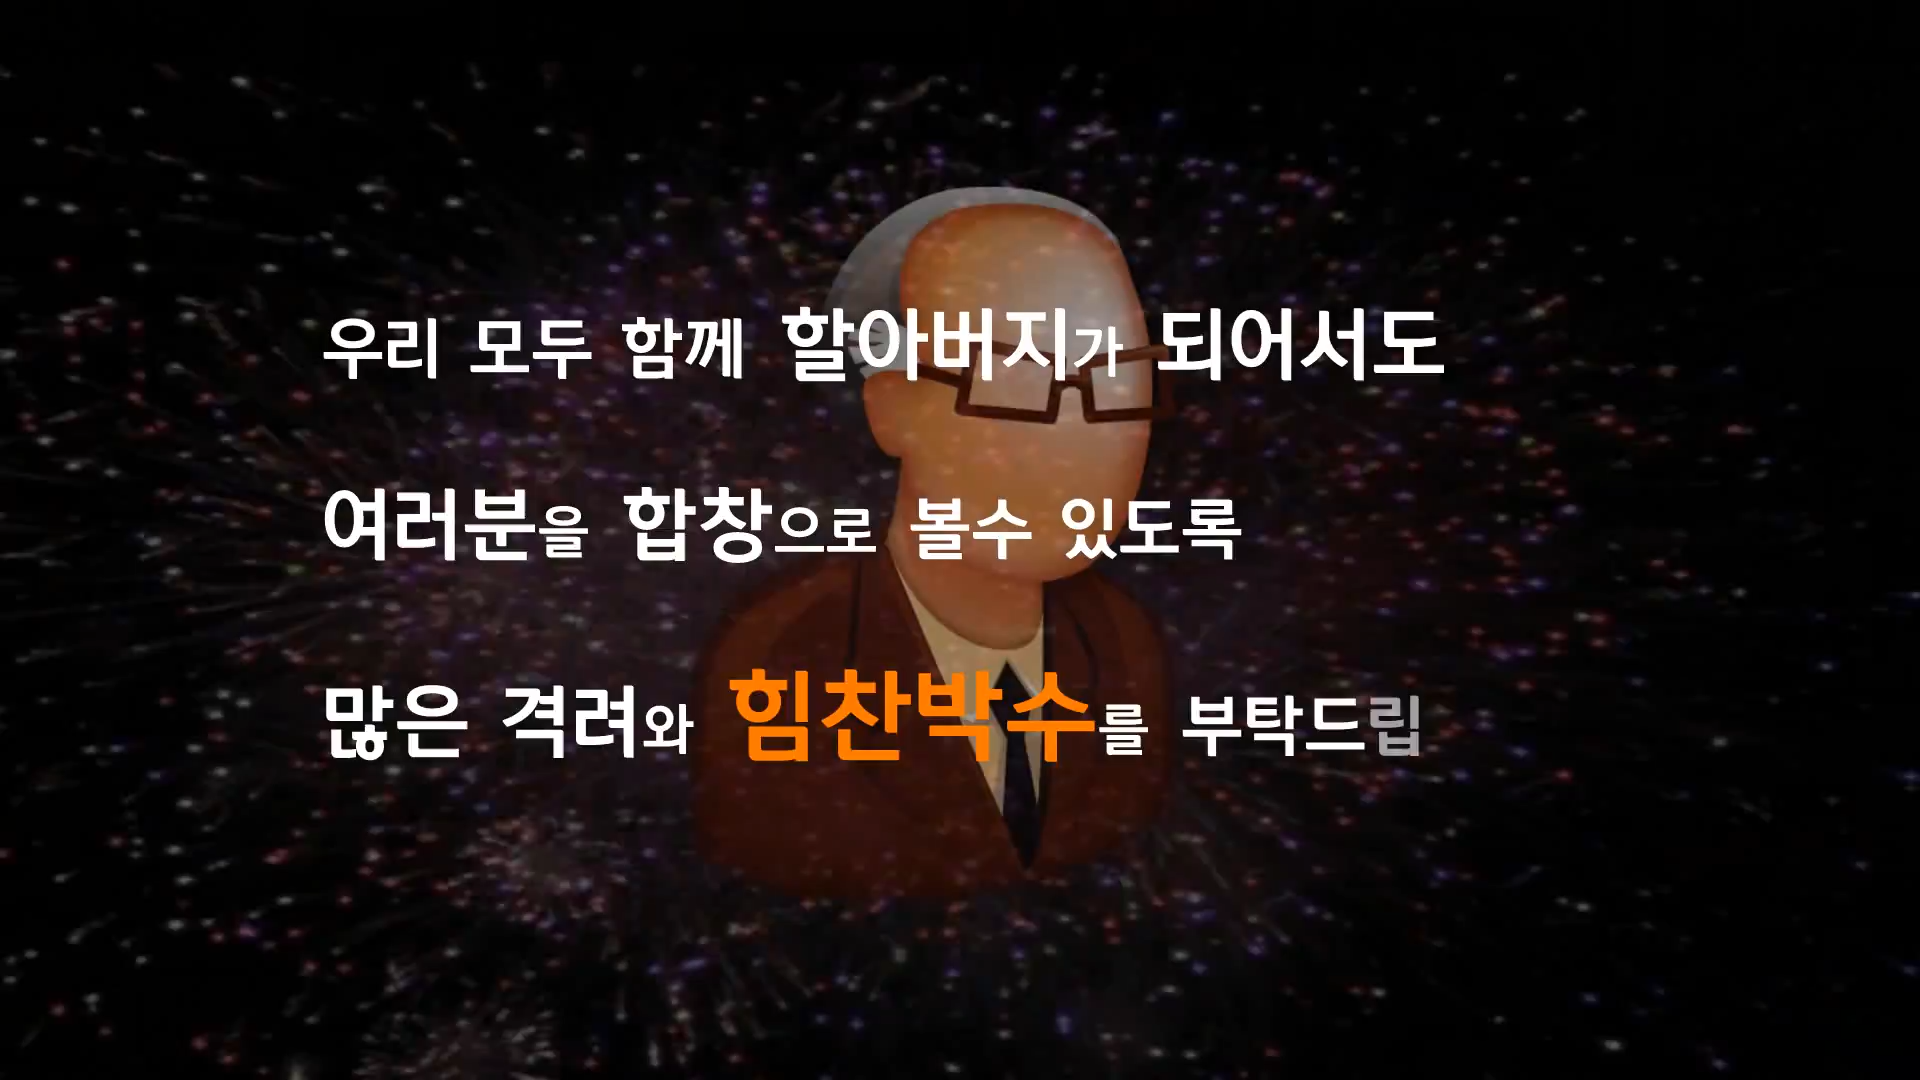 우리 모두 함께 할아버지가 되어서도
여러분을 합창으로 볼수 있도록
많은 격려와 힘찬박수를 부탁드립